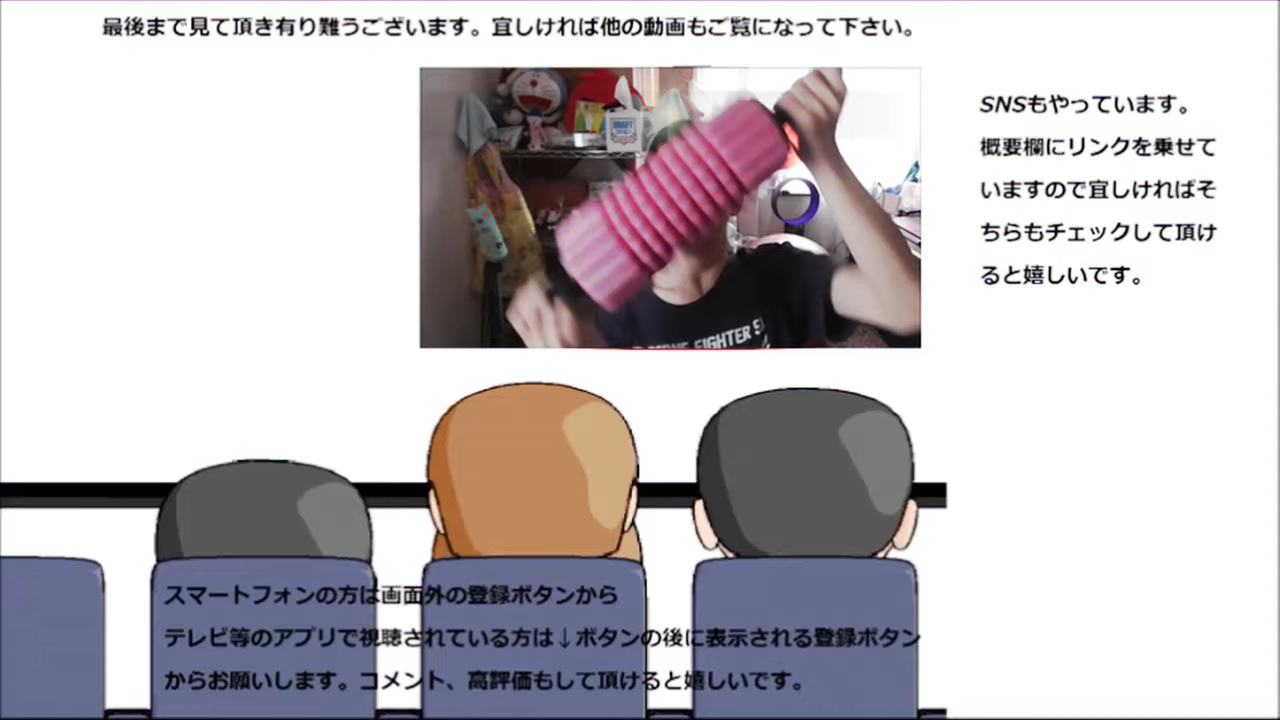 最後まで見て頂き有り難うございます。宜しければ他の動画もご覧になって下さい。
SNSもやっています。
概要欄にリンクを乗せて
いますので宜しければそ
ちらもチェックして頂け
ると嬉しいです。
FIGHTER
スマートフォンの方は画面外の登録ボタンから
テレビ等のアプリで視聴されている方は↓ボタンの後に表示される登録ボタン
からお願いします。コメント、高評価もして頂けると嬉しいです。